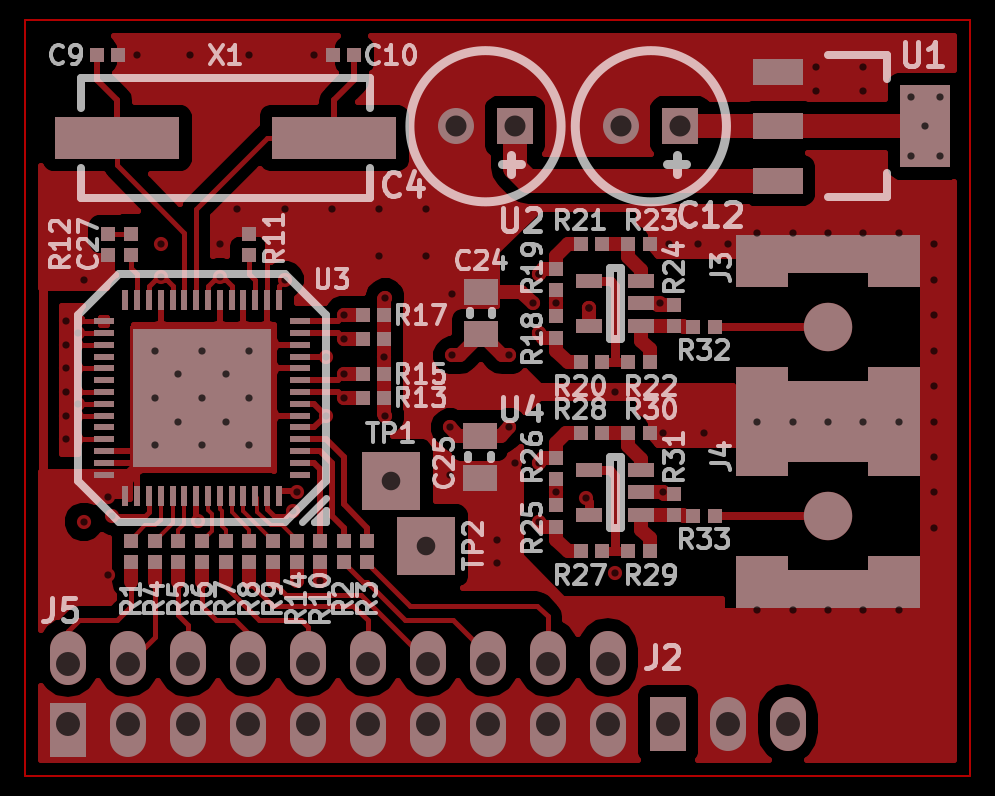 C9 X1 C10 U1
C4
R12 C27 R11 U2 R21 R23 C12
C24 R19 R24 J3
U3
R17 R18 R32
R15 R20 R22
R13 U4 R28 R30
TP1 C25 R26 R31 J4
TP2 R25 R33
R27 R29
J5 R1 R4 R5 R6 R7 R8 R9 R14 R10 R2 R3
J2